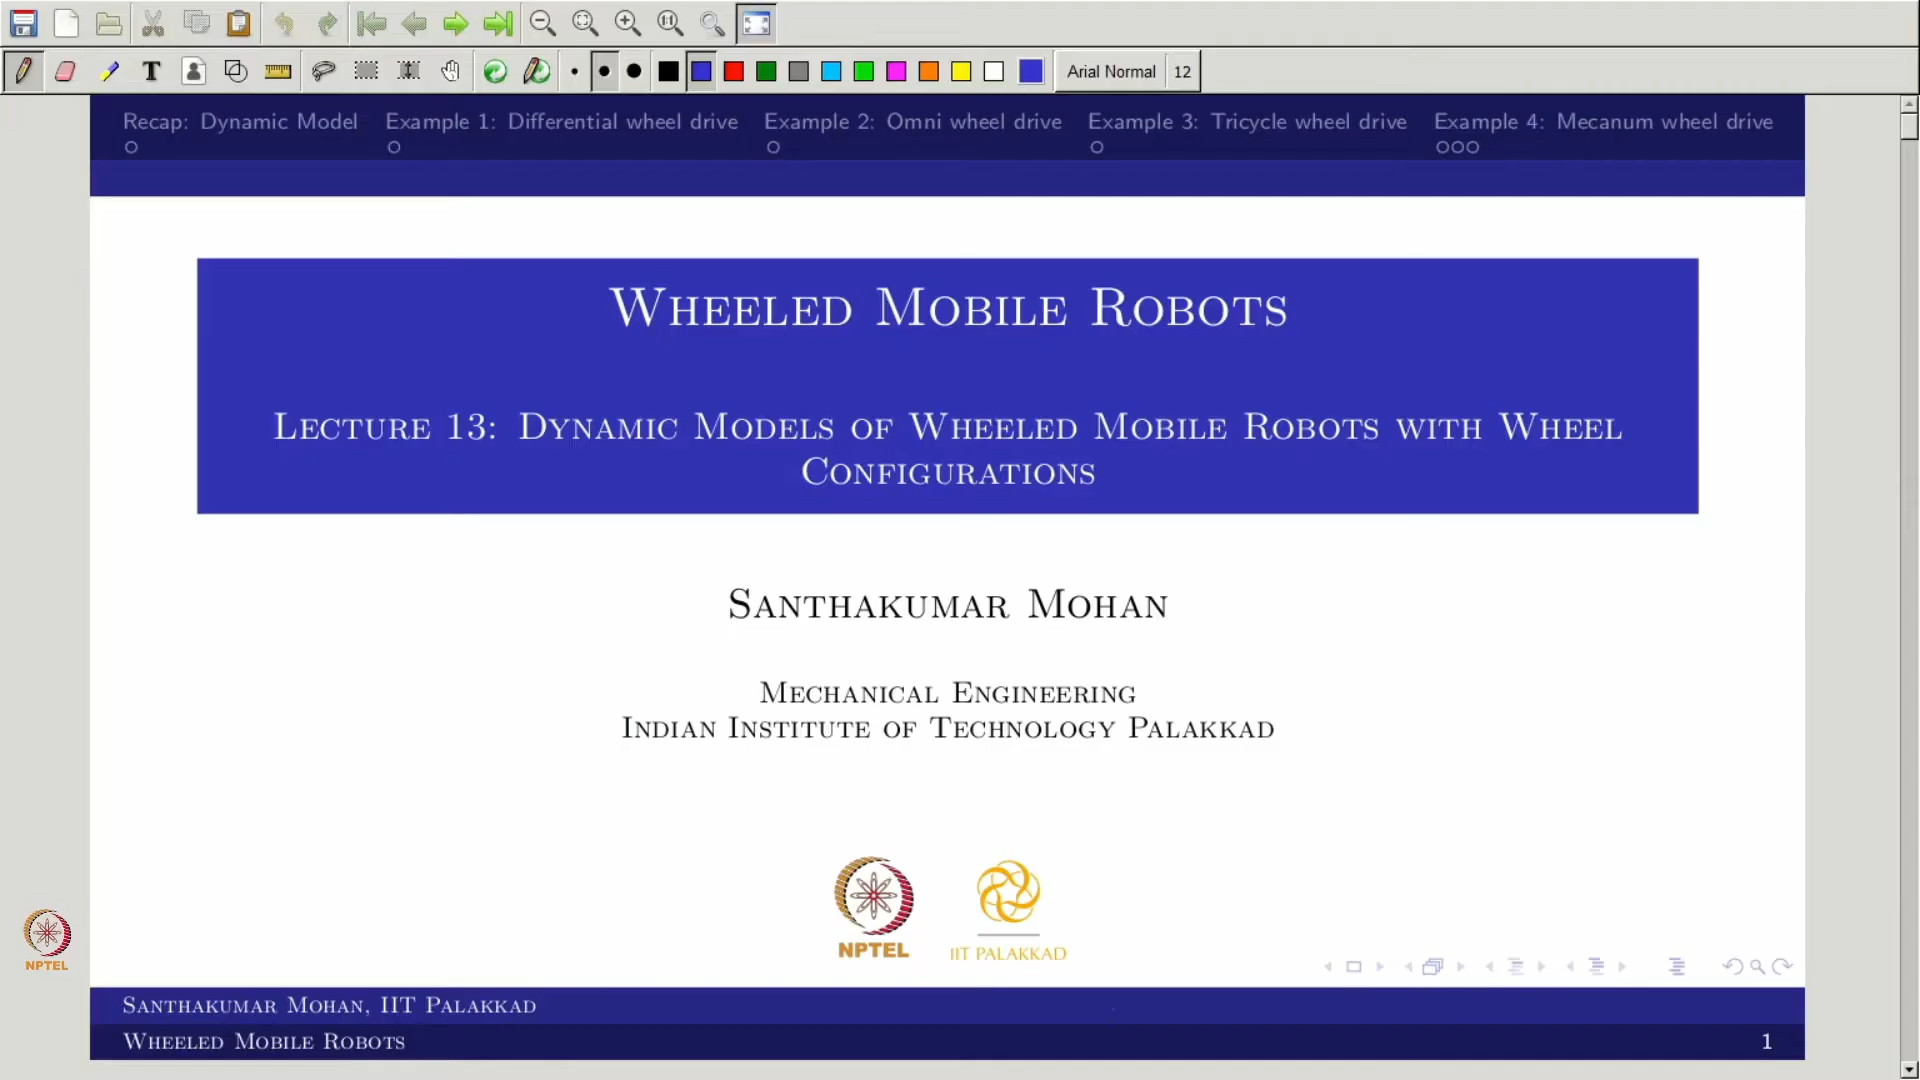 Arial Normal 12
Recap: Dynamic Model Example 1: Differential wheel drive Example 2: Omni wheel drive Example 3: Tricycle wheel drive Example 4: Mecanum wheel drive
WHEELED MOBILE ROBOTS
LECTURE 13: DYNAMIC MODELS OF WHEELED MOBILE ROBOTS WITH WHEEL
CONFIGURATIONS
SANTHAKUMAR MOHAN
MECHANICAL ENGINEERING
INDIAN INSTITUTE OF TECHNOLOGY PALAKKAD
NPTEL IIT PALAKKAD
NPTEL
SANTHAKUMAR MOHAN, IIT PALAKKAD
WHEELED MOBILE ROBOTS 1